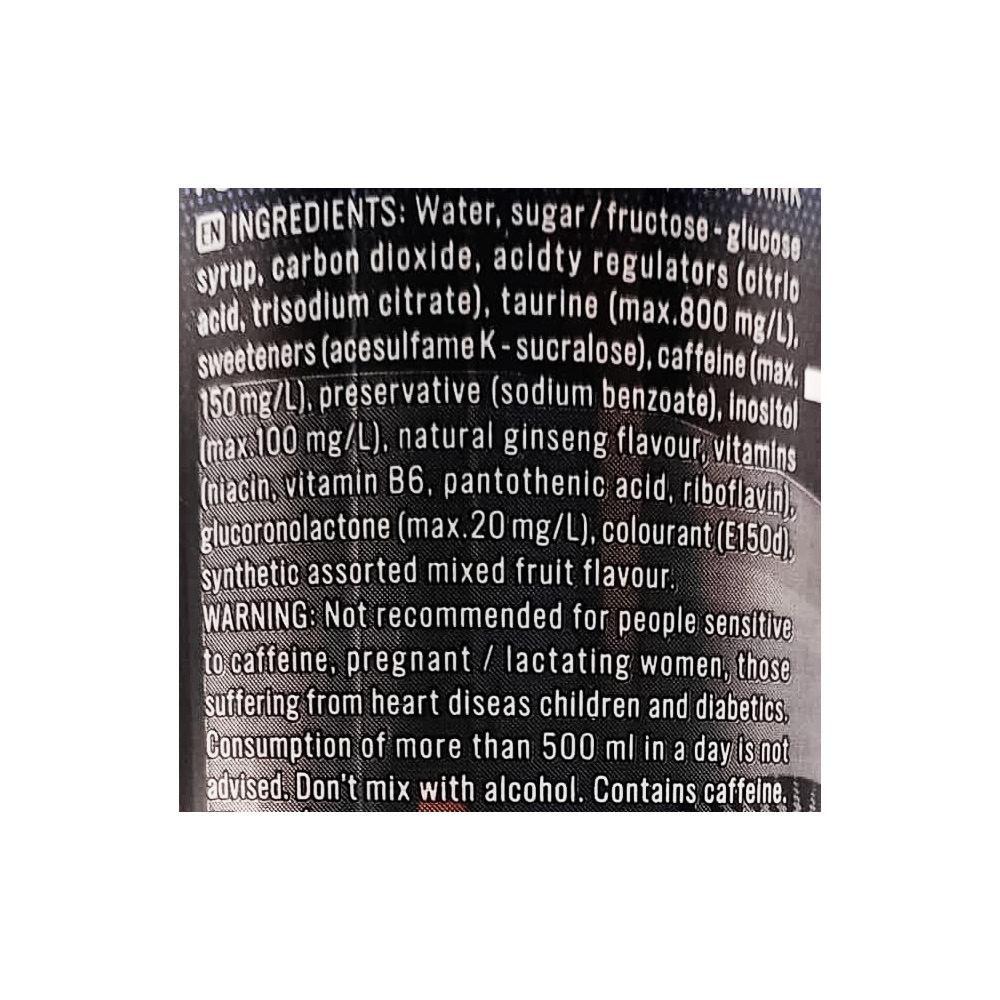 DRINK
EN INGREDIENTS: Water, sugar / fructose - glucose
syrup, carbon dioxide, acidty regulators (citric
acid, trisodium citrate), taurine (max.800 mg/L),
sweeteners (acesulfame K - sucralose), caffeine (max.
150mg/L), preservative (sodium benzoate), Inositol
(max.100 mg/L), natural ginseng flavour, vitamins
(niacin, vitamin B6, pantothenic acid, riboflavin),
glucoronolactone (max.20 mg/L), colourant (E150d),
synthetic assorted mixed fruit flavour.
WARNING: Not recommended for people sensitive
to caffeine, pregnant / lactating women, those
suffering from heart diseas children and diabetics.
Consumption of more than 500 ml in a day is not
advised. Don't mix with alcohol. Contains caffeine.